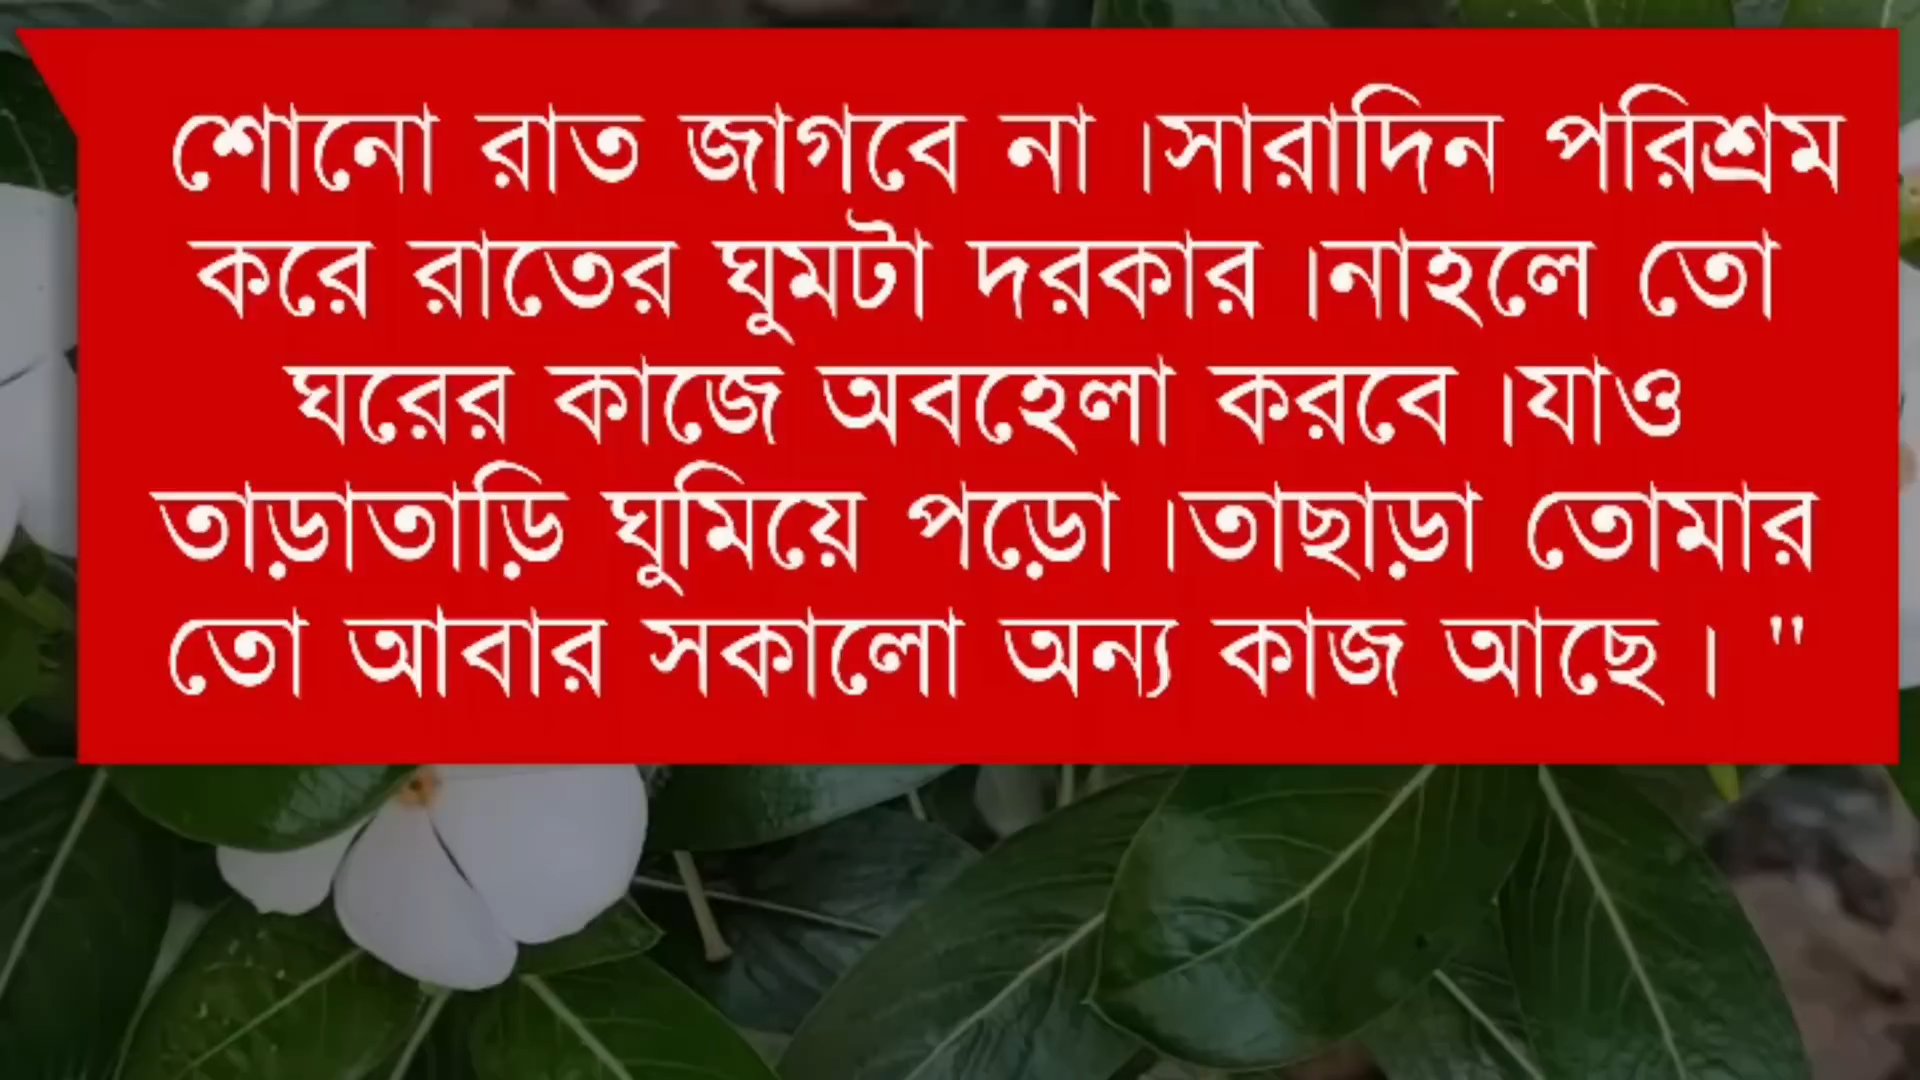 শোনো রাত জাগবে না ।সারাদিন পরিশ্রম
করে রাতের ঘুমটা দরকার ।নাহলে তো
ঘরের কাজে অবহেলা করবে ।যাও
তাড়াতাড়ি ঘুমিয়ে পড়ো ।তাছাড়া তোমার
তো আবার সকালো অন্য কাজ আছে । "